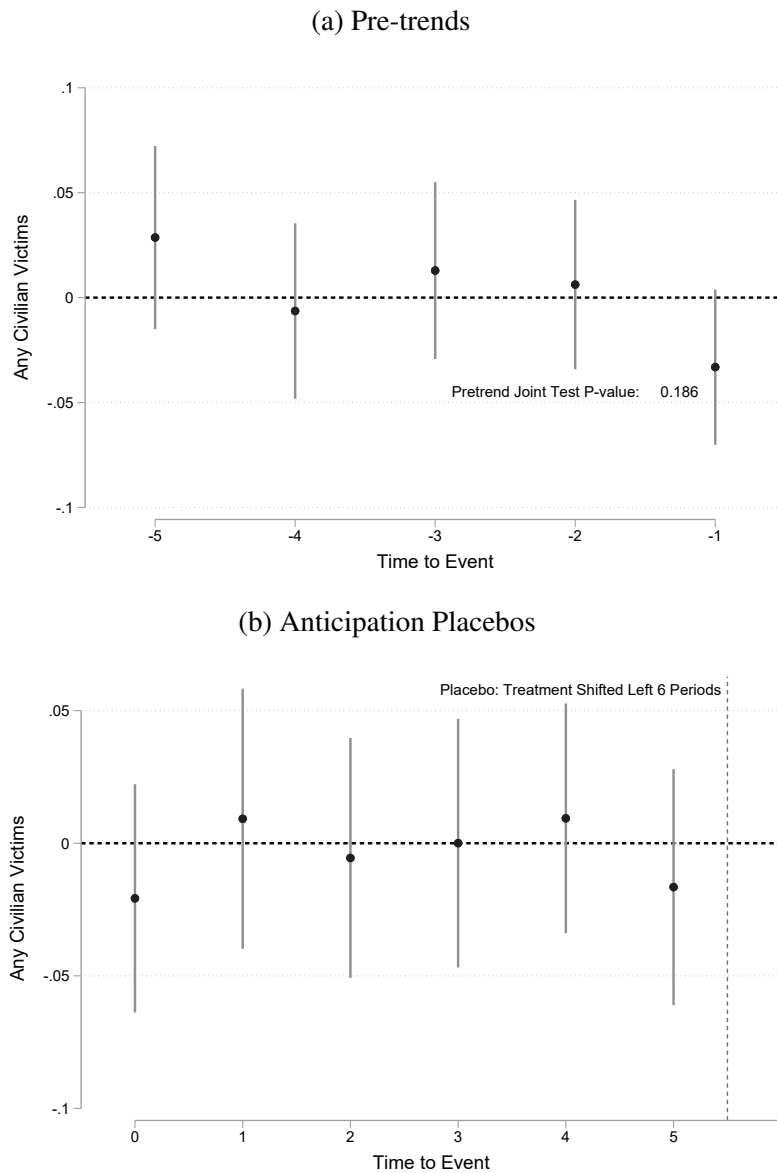 (a) Pre-trends
.1
.05
0
-.05
-.1
Any Civilian Victims
Pretrend Joint Test P-value: 0.186
-5 -4 -3 -2 -1
Time to Event
(b) Anticipation Placebos
Placebo: Treatment Shifted Left 6 Periods
.05
0
-.05
-.1
Any Civilian Victims
0 1 2 3 4 5
Time to Event